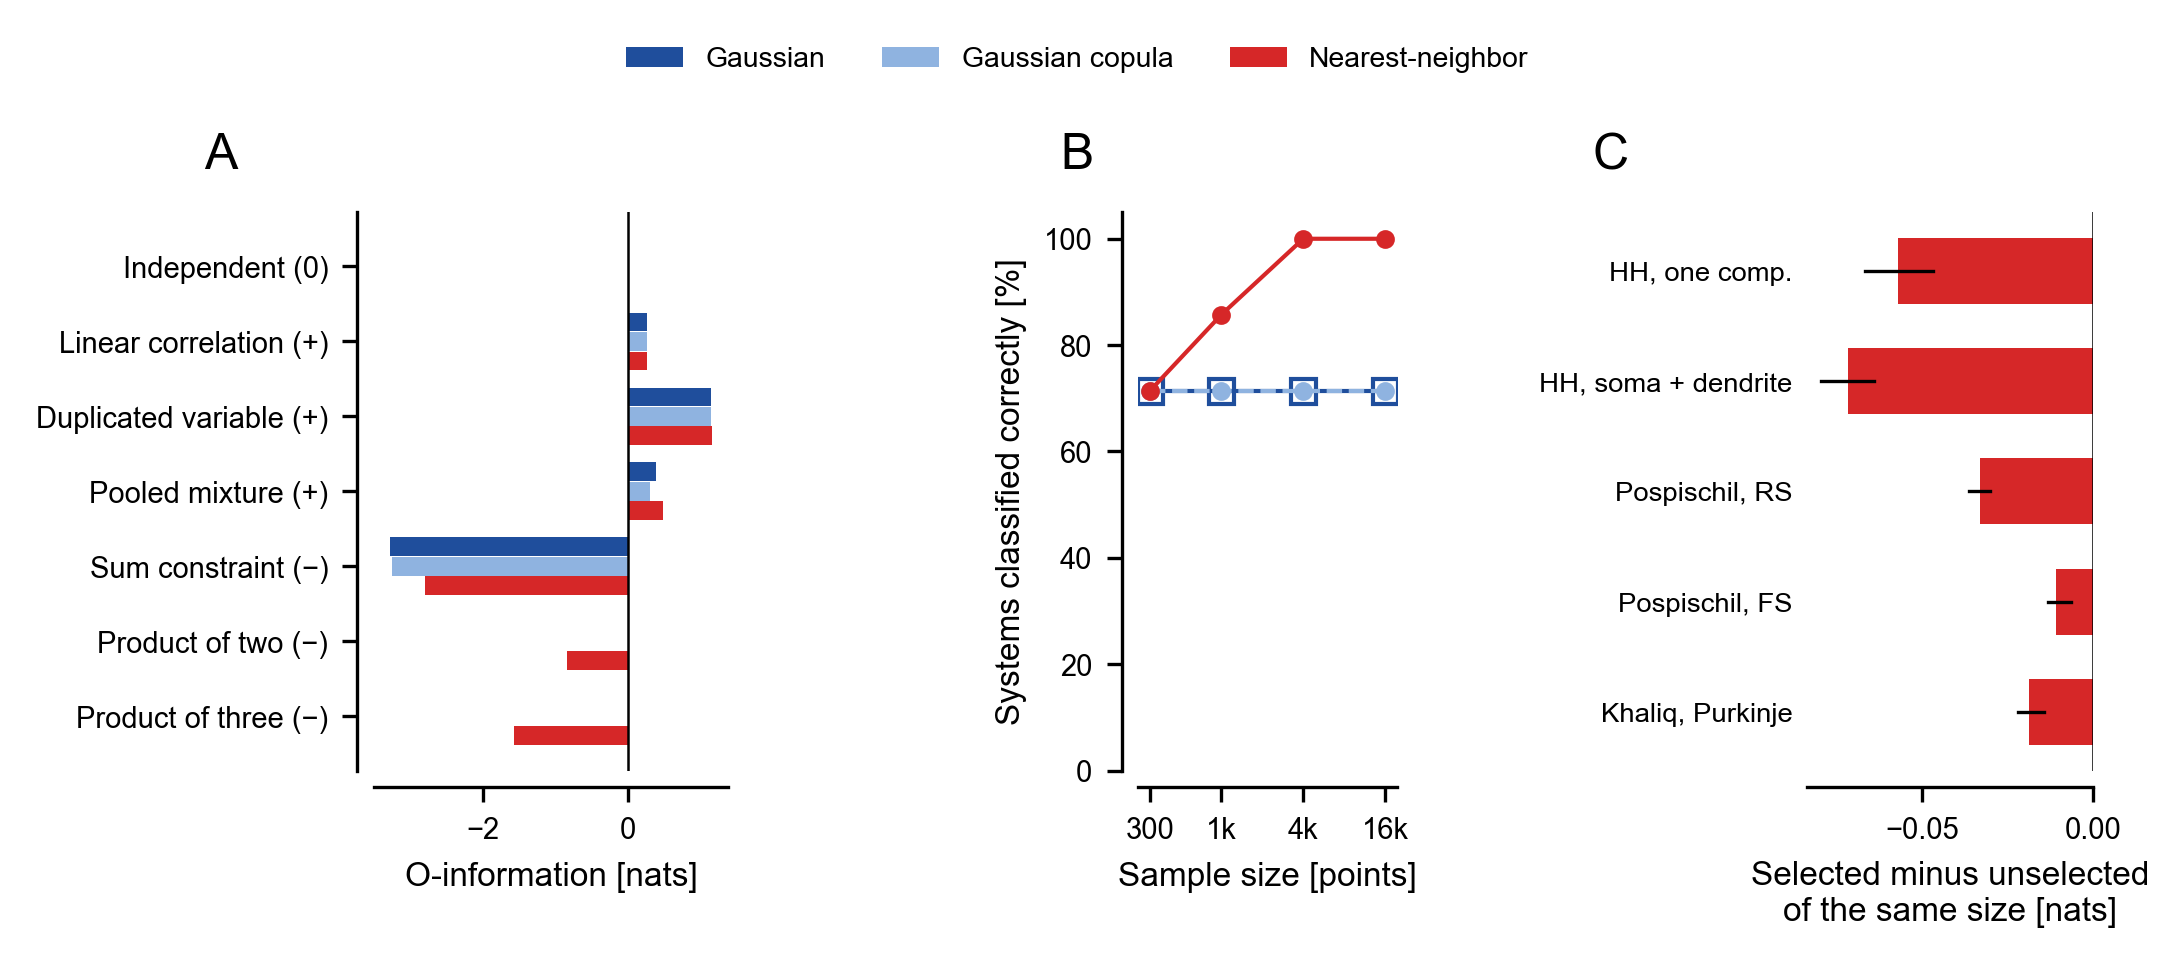 Gaussian
Gaussian copula
Nearest-neighbor
A
Independent (0)
Linear correlation (+)
Duplicated variable (+)
Pooled mixture (+)
Sum constraint (−)
Product of two (−)
Product of three (−)
−2
0
O-information [nats]
B
Systems classified correctly [%]
100
80
60
40
20
0
300
1k
4k
16k
Sample size [points]
C
HH, one comp.
HH, soma + dendrite
Pospischil, RS
Pospischil, FS
Khaliq, Purkinje
−0.05
0.00
Selected minus unselected
of the same size [nats]